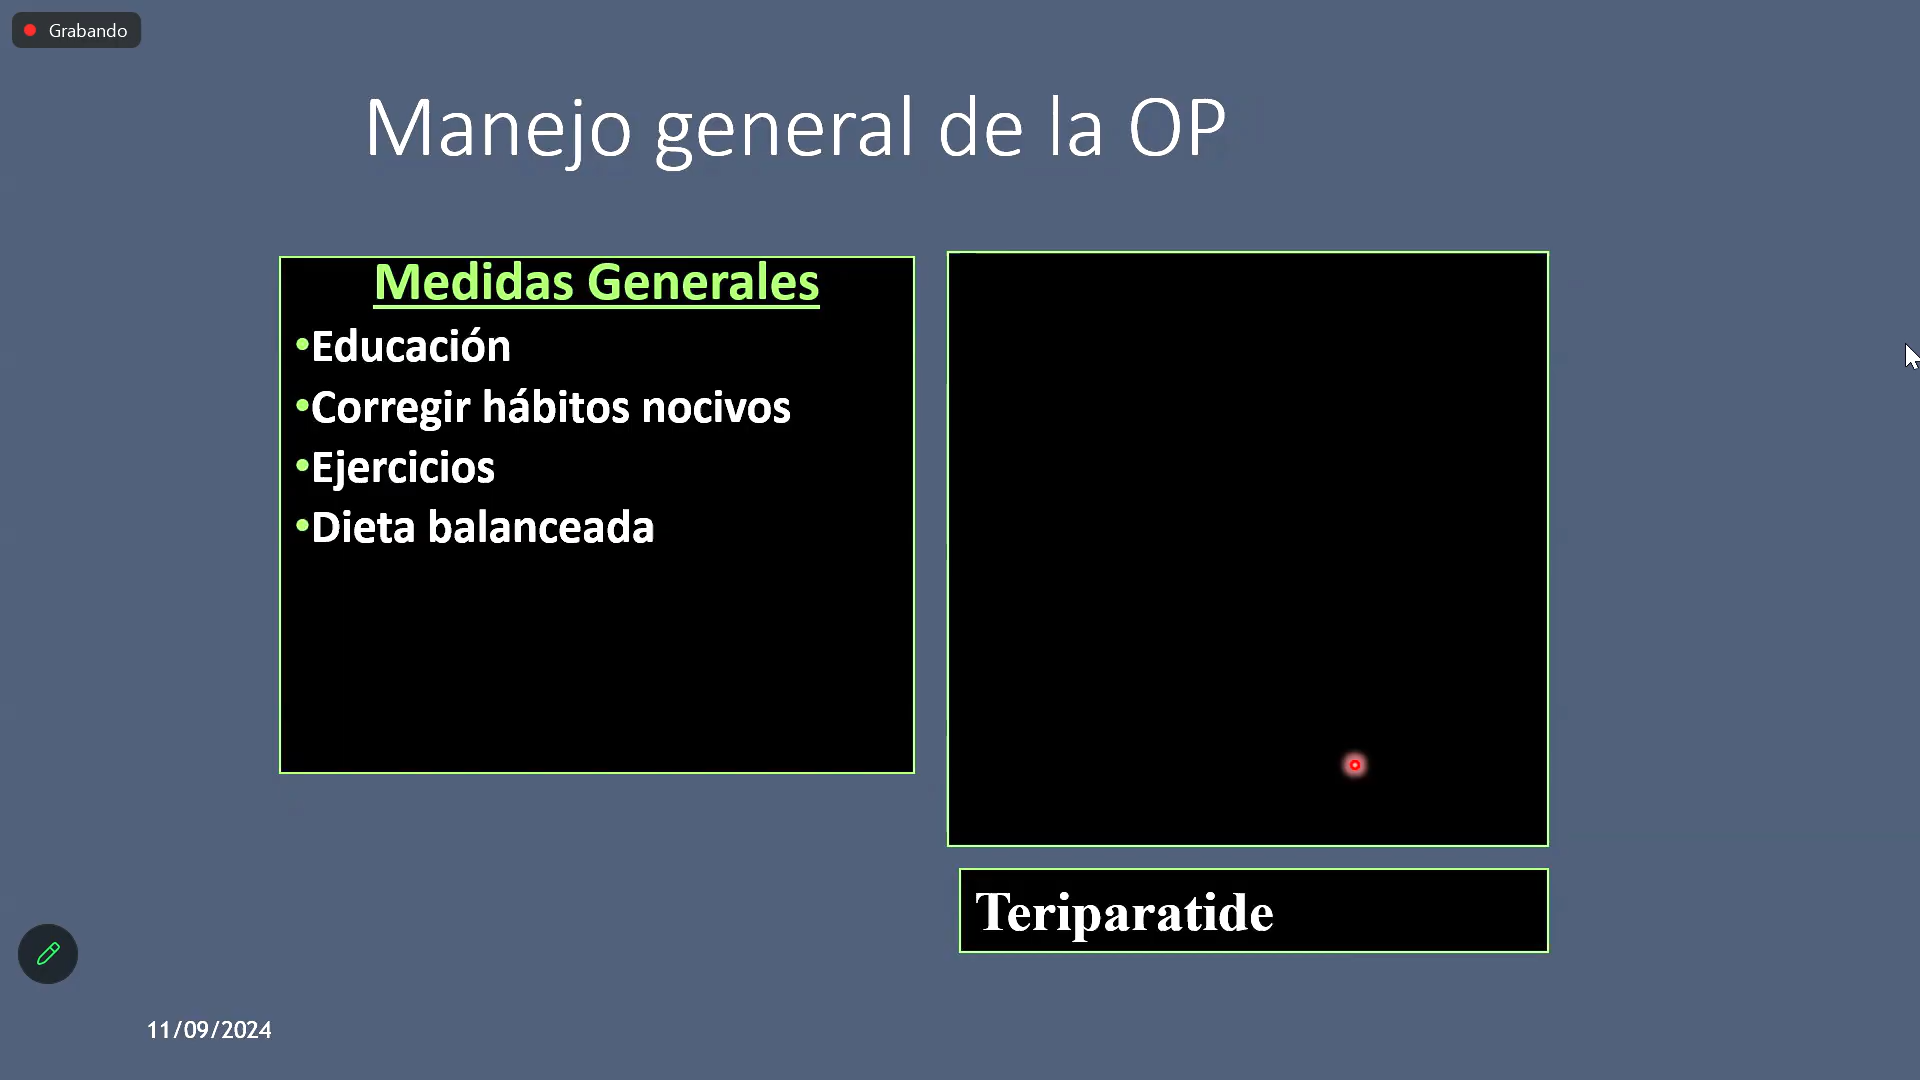 Grabando
Manejo general de la OP
Medidas Generales
•Educación
•Corregir hábitos nocivos
•Ejercicios
•Dieta balanceada
Teriparatide
11/09/2024